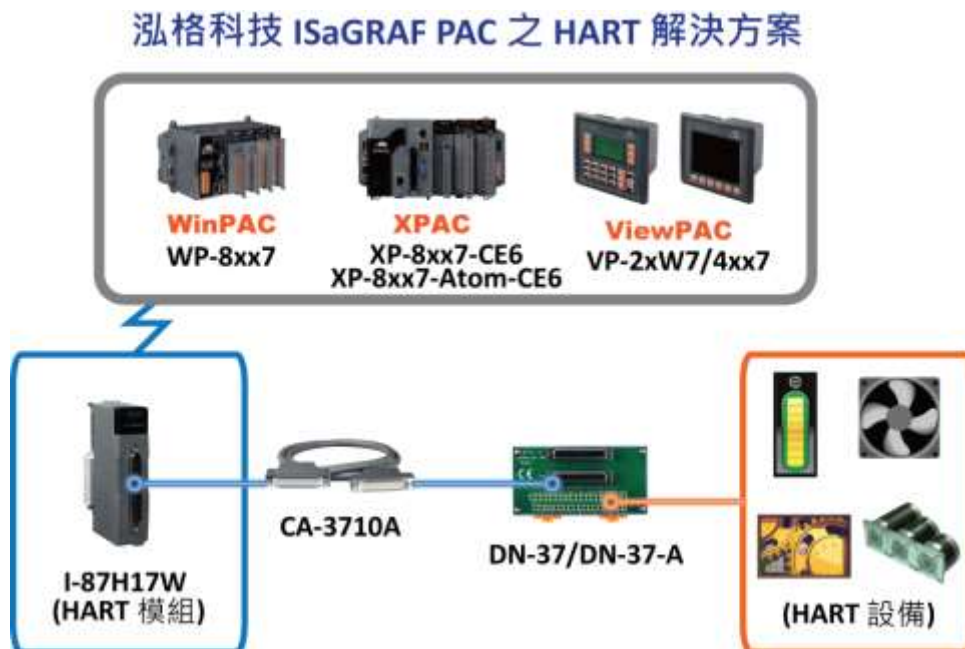 泓格科技 ISaGRAF PAC 之 HART 解決方案
WinPAC
WP-8xx7
XPAC
XP-8xx7-CE6
XP-8xx7-Atom-CE6
ViewPAC
VP-2xW7/4xx7
I-87H17W
(HART 模組)
CA-3710A
DN-37/DN-37-A
(HART 設備)